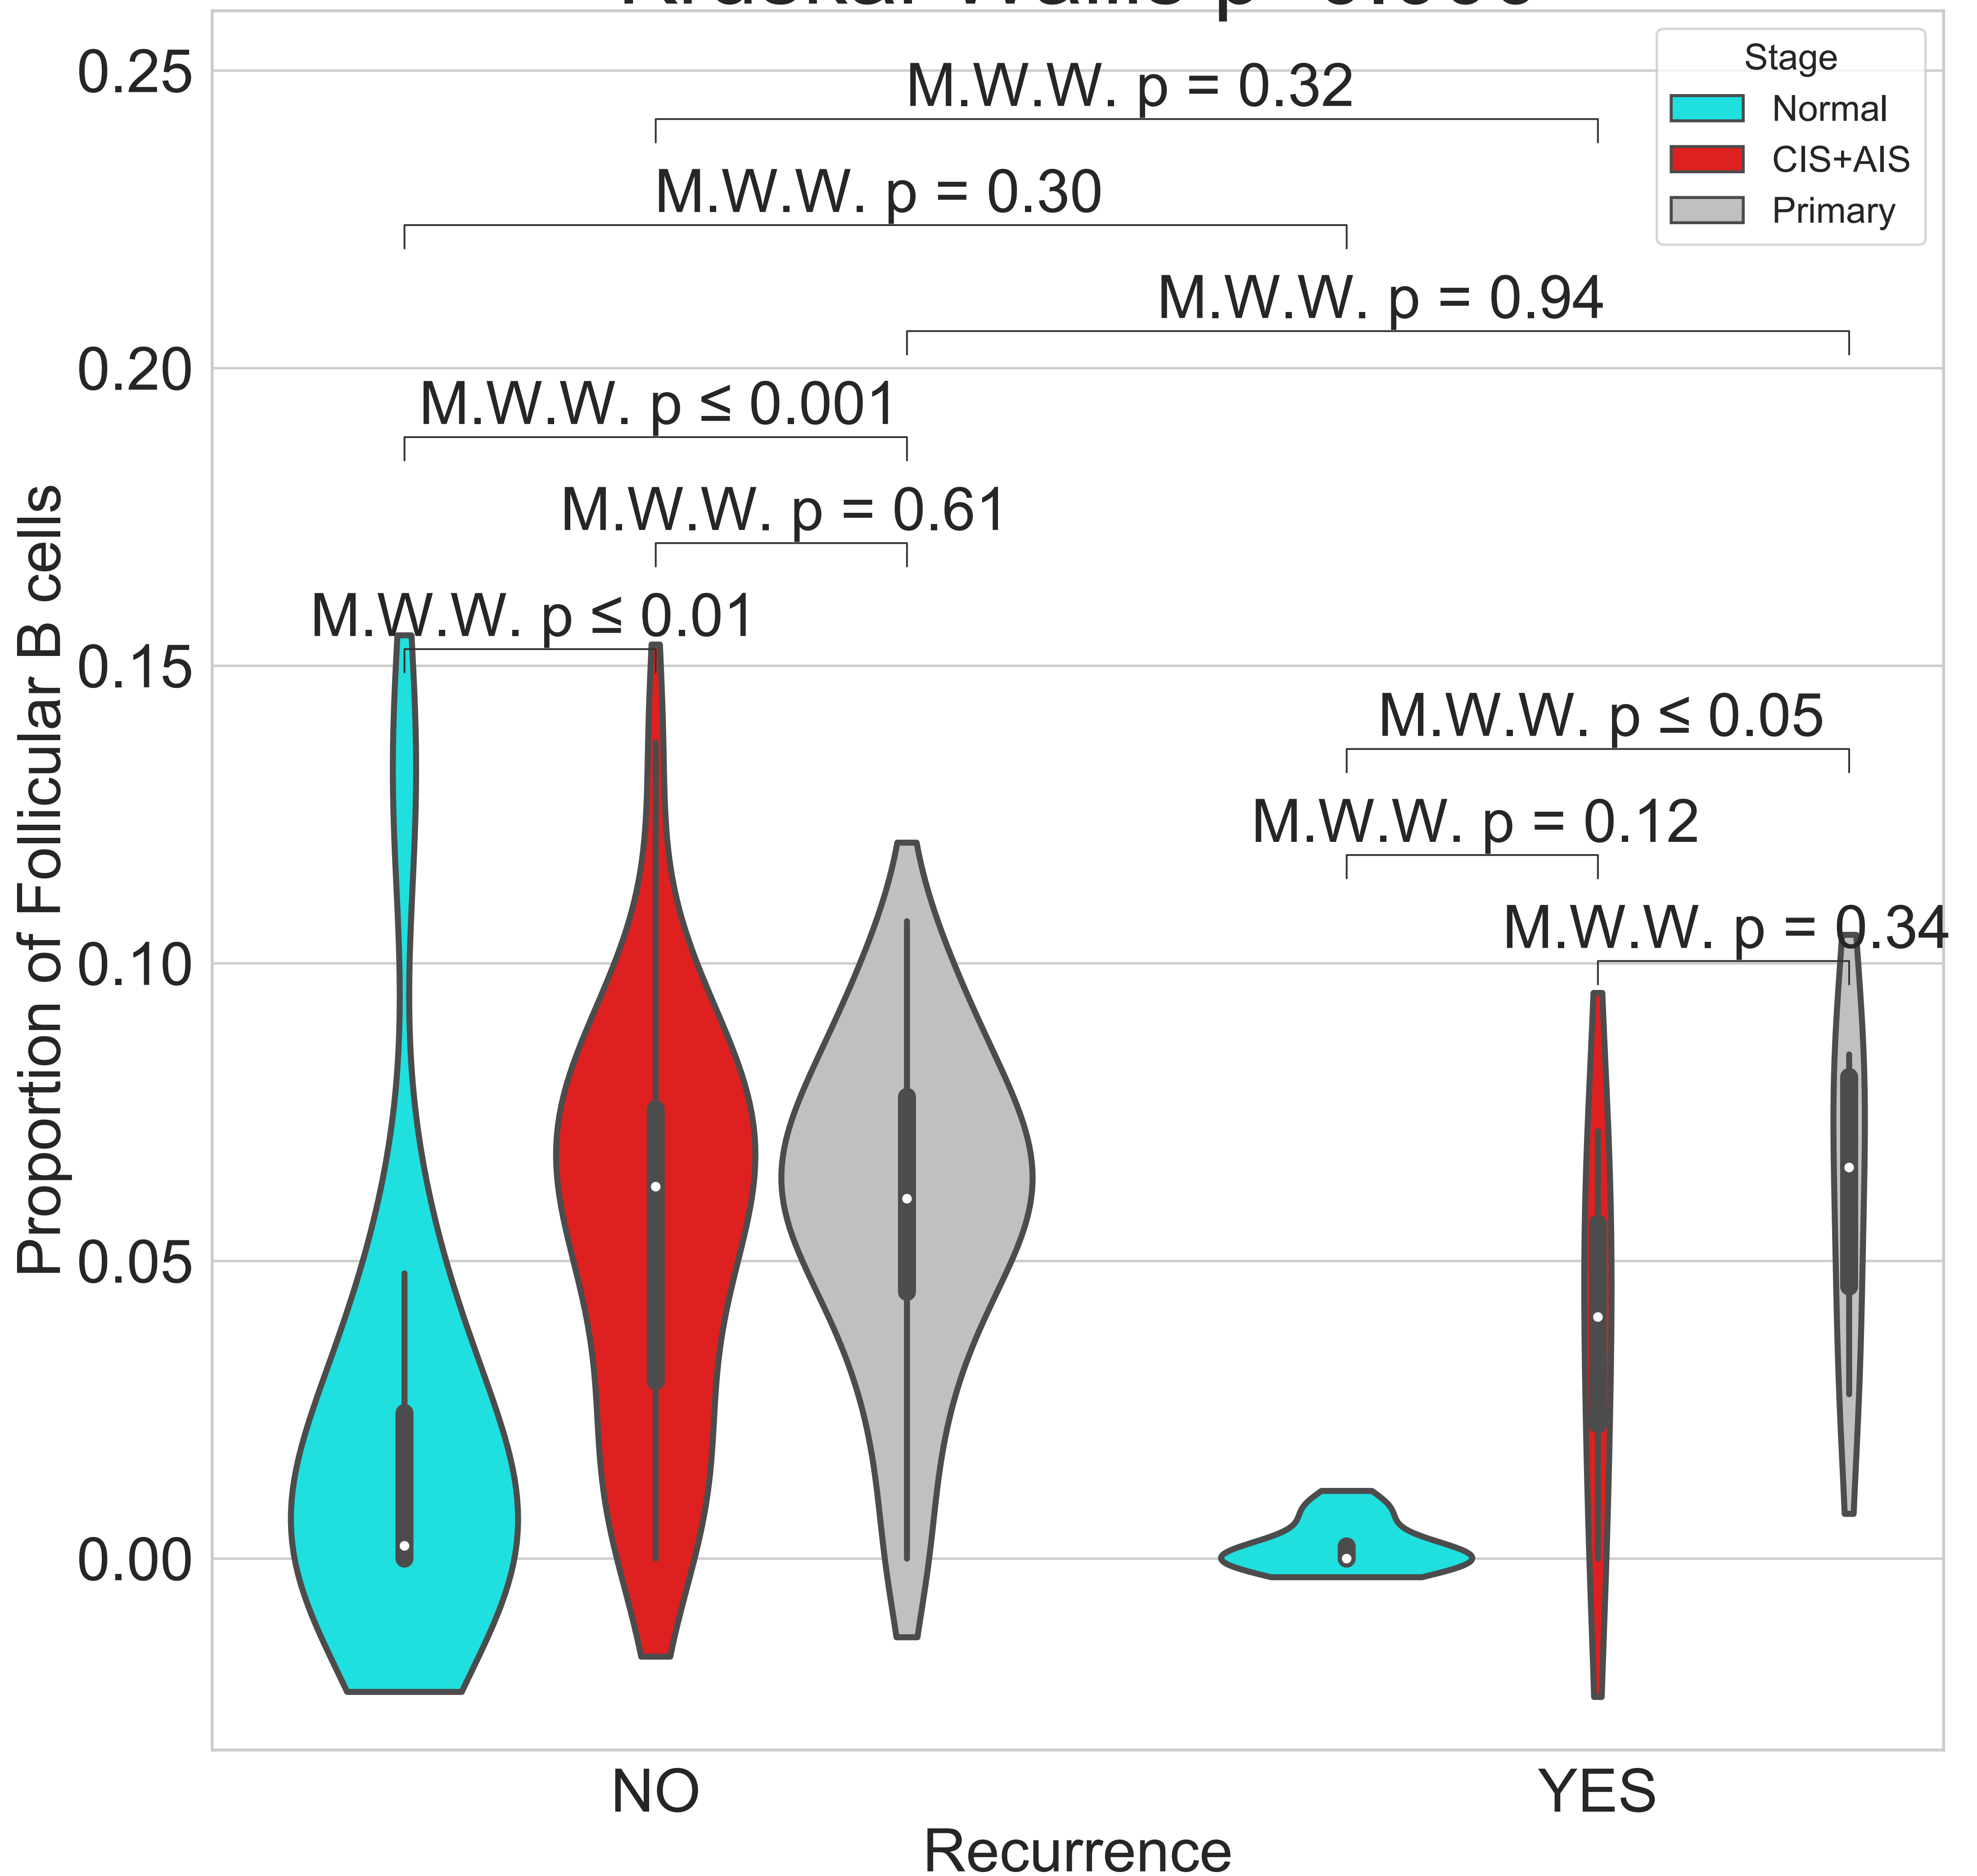 Stage
Normal
CIS+AIS
Primary
M.W.W. p = 0.32
M.W.W. p = 0.30
M.W.W. p = 0.94
M.W.W. p ≤ 0.001
M.W.W. p = 0.61
M.W.W. p ≤ 0.01
M.W.W. p ≤ 0.05
M.W.W. p = 0.12
M.W.W. p = 0.34
Proportion of Follicular B cells
0.25
0.20
0.15
0.10
0.05
0.00
NO
YES
Recurrence